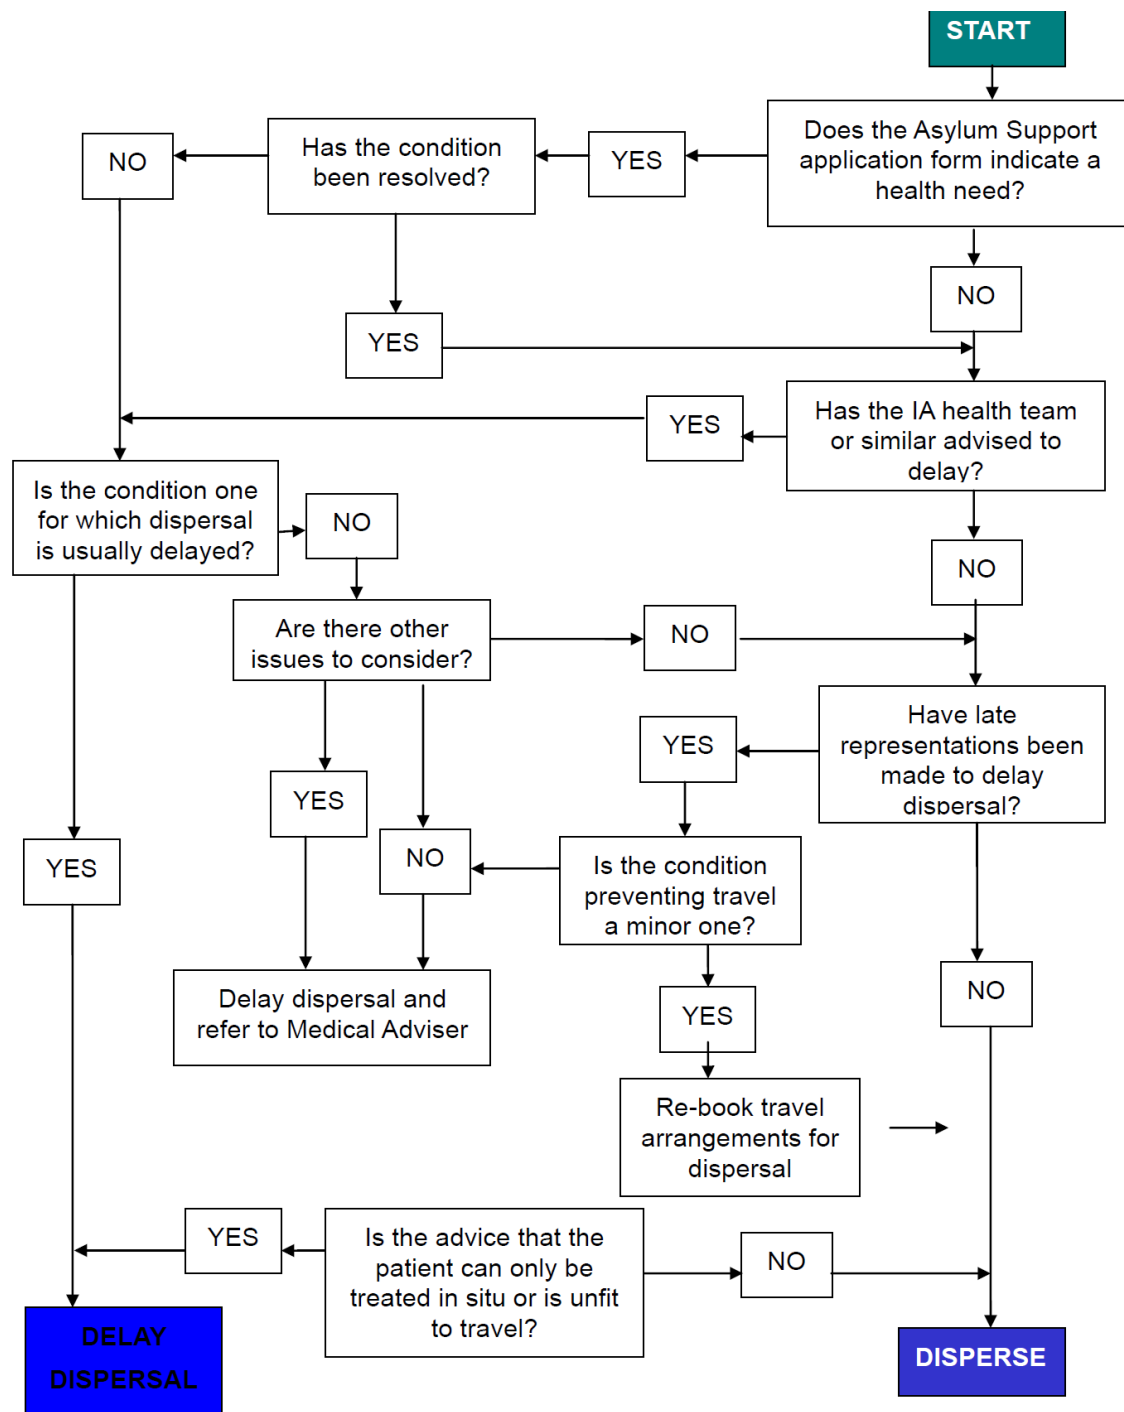 START
Does the Asylum Support
application form indicate a
health need?
YES
Has the condition
been resolved?
NO
NO
YES
Has the IA health team
or similar advised to
delay?
YES
Is the condition one
for which dispersal
is usually delayed?
NO
NO
Are there other
issues to consider?
NO
Have late
representations been
made to delay
dispersal?
YES
YES
NO
YES
Is the condition
preventing travel
a minor one?
Delay dispersal and
refer to Medical Adviser
YES
NO
Re-book travel
arrangements for
dispersal
YES
Is the advice that the
patient can only be
treated in situ or is unfit
to travel?
NO
DELAY
DISPERSAL
DISPERSE